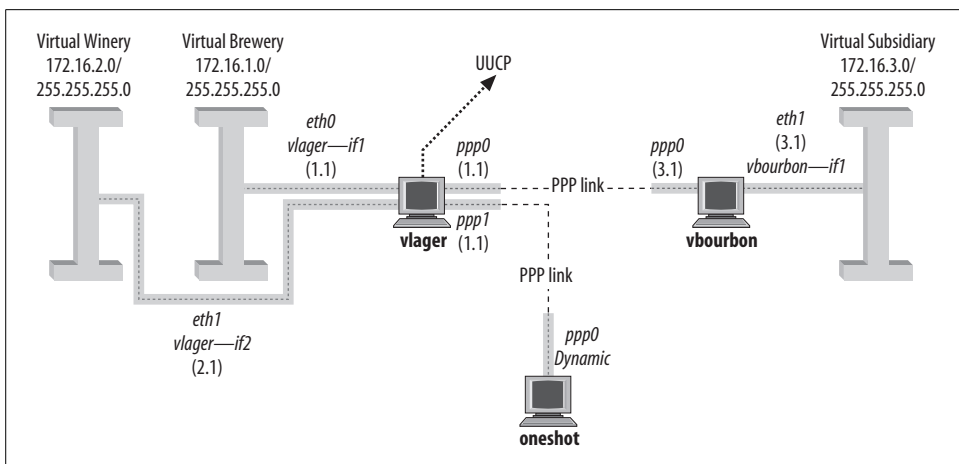 Virtual Winery
172.16.2.0/
255.255.255.0
Virtual Brewery
172.16.1.0/
255.255.255.0
UUCP
Virtual Subsidiary
172.16.3.0/
255.255.255.0
eth0
vlager—if1
(1.1)
ppp0
(1.1)
PPP link
ppp0
(3.1)
eth1
(3.1)
vbourbon—if1
vlager
ppp1
(1.1)
vbourbon
PPP link
eth1
vlager—if2
(2.1)
ppp0
Dynamic
oneshot